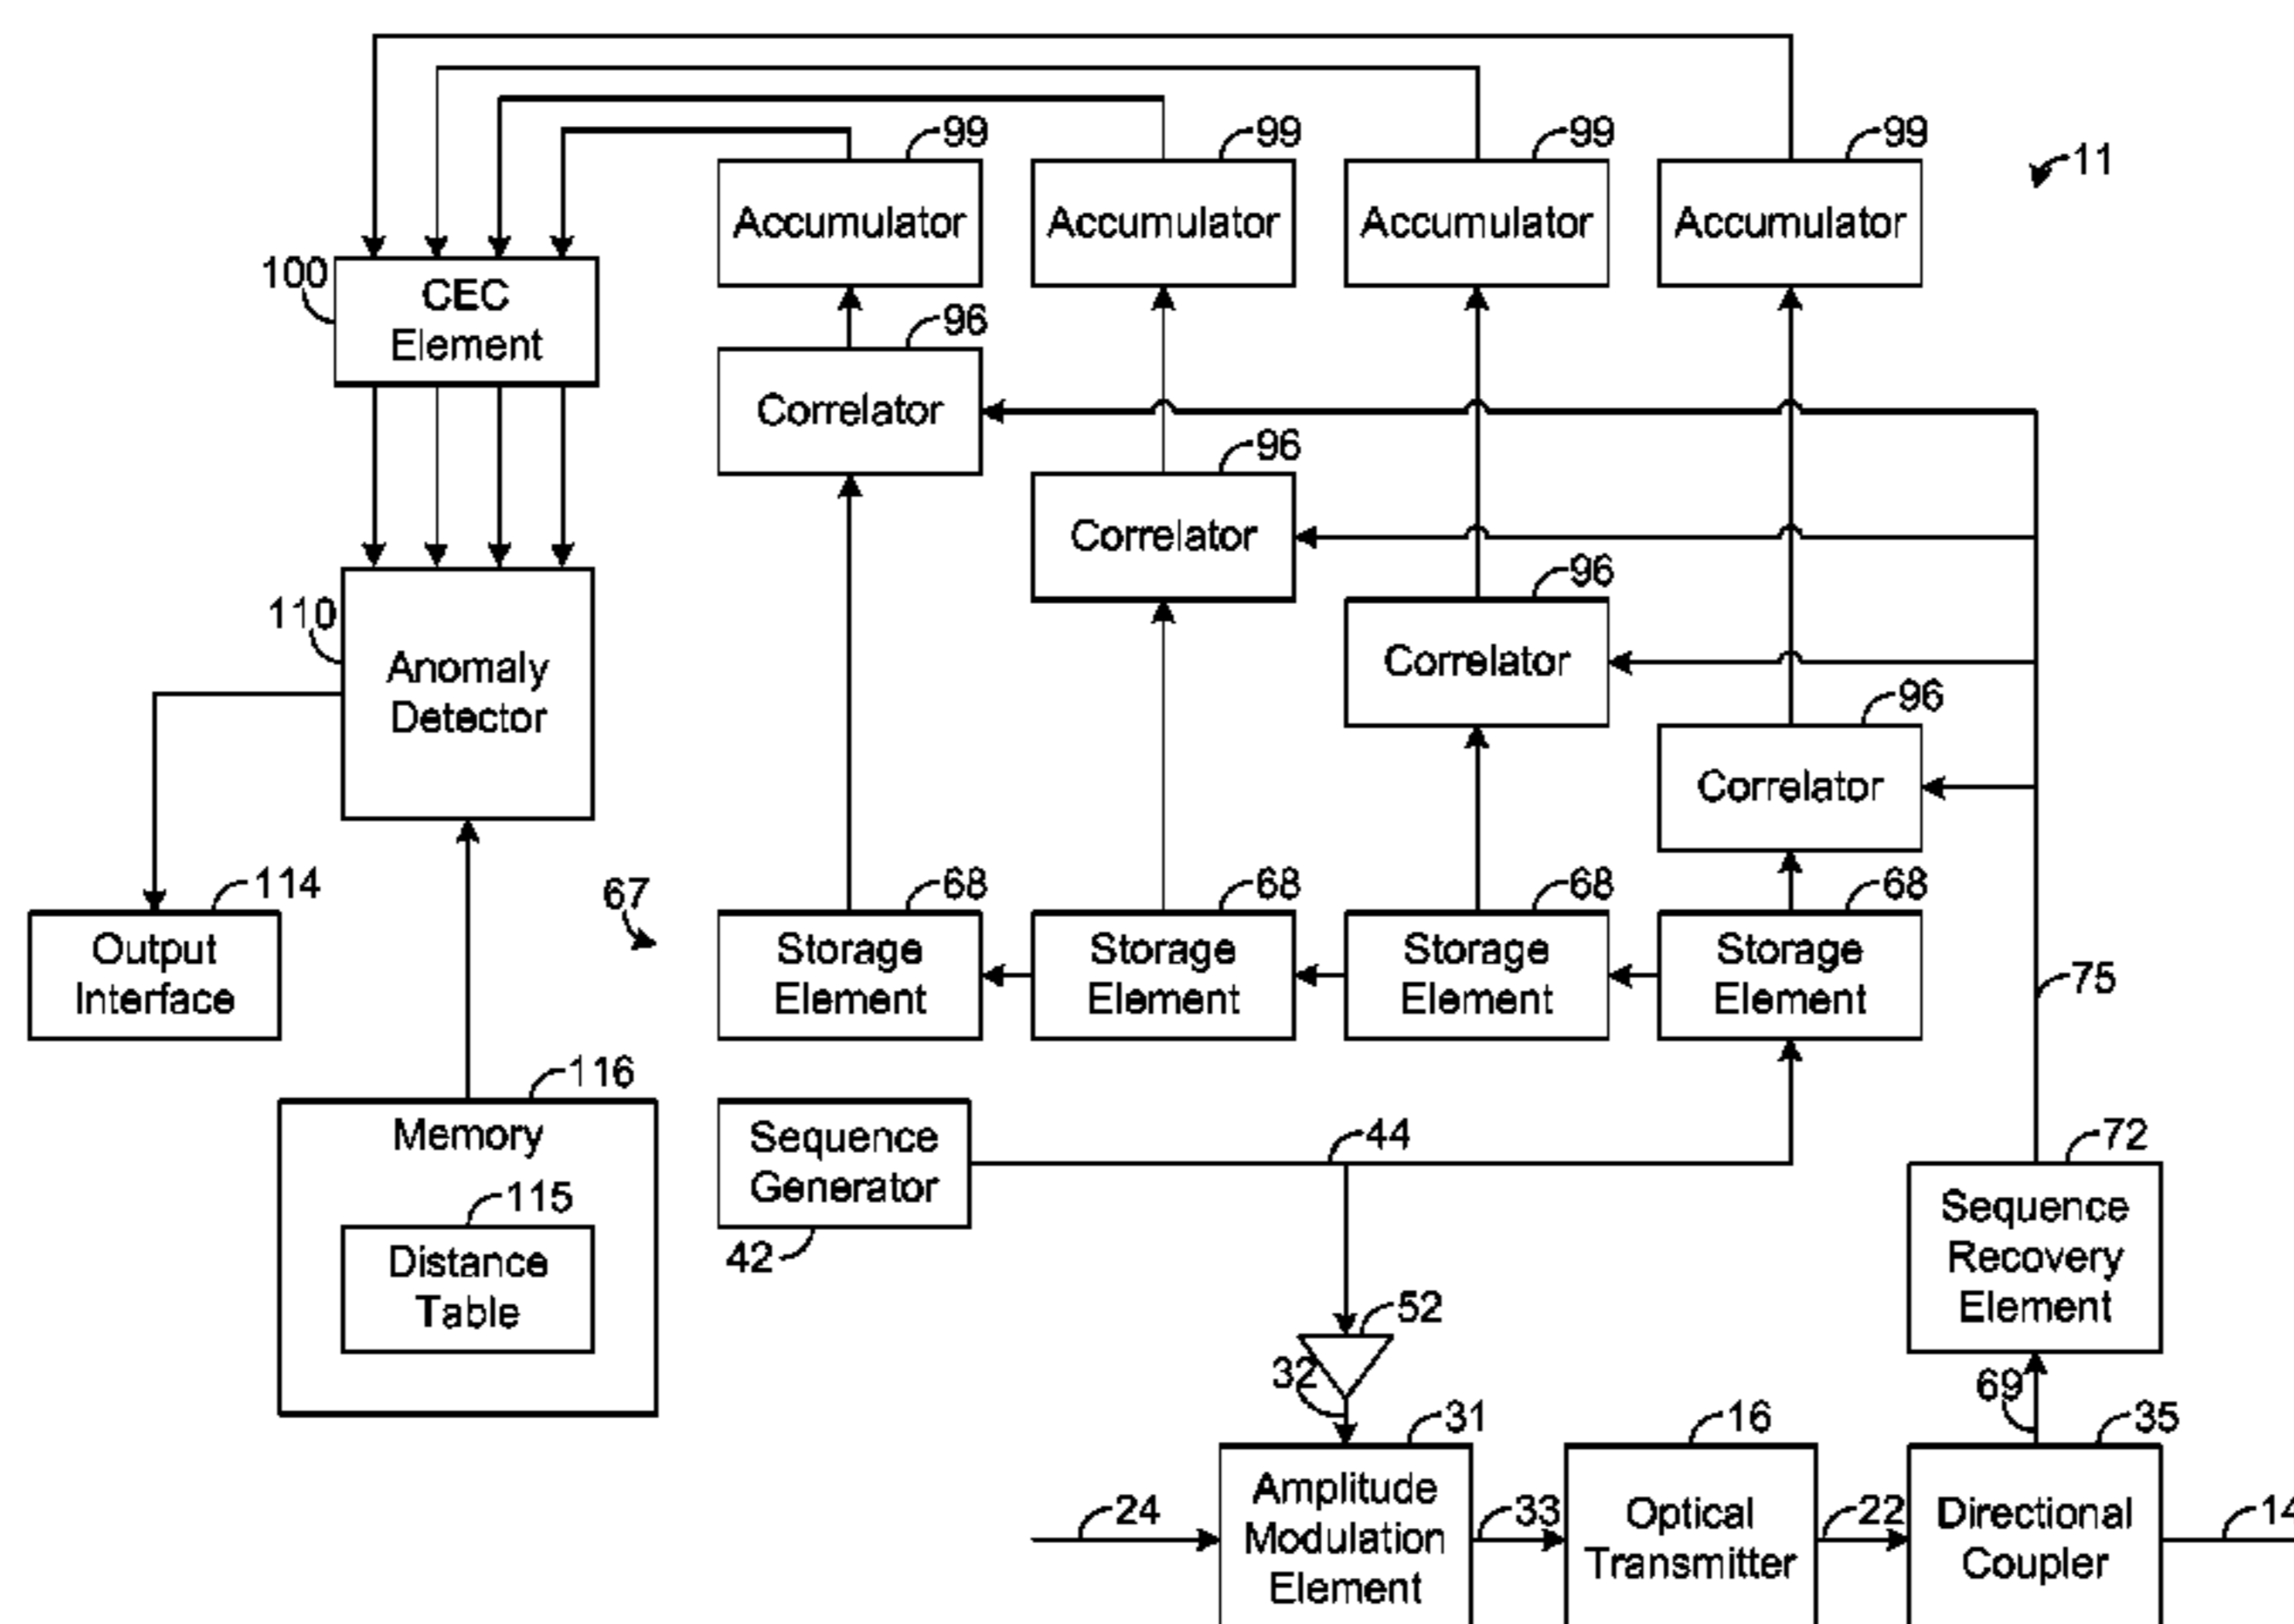 99
99
99
99
11
Accumulator
Accumulator
Accumulator
Accumulator
100
CEC
Element
96
Correlator
96
Correlator
96
Correlator
96
Correlator
110
Anomaly
Detector
114
Output
Interface
67
68
68
68
68
Storage
Element
Storage
Element
Storage
Element
Storage
Element
75
116
Memory
115
Distance
Table
Sequence
Generator
42
44
72
Sequence
Recovery
Element
52
32
69
31
16
35
24
Amplitude
Modulation
Element
33
Optical
Transmitter
22
Directional
Coupler
14